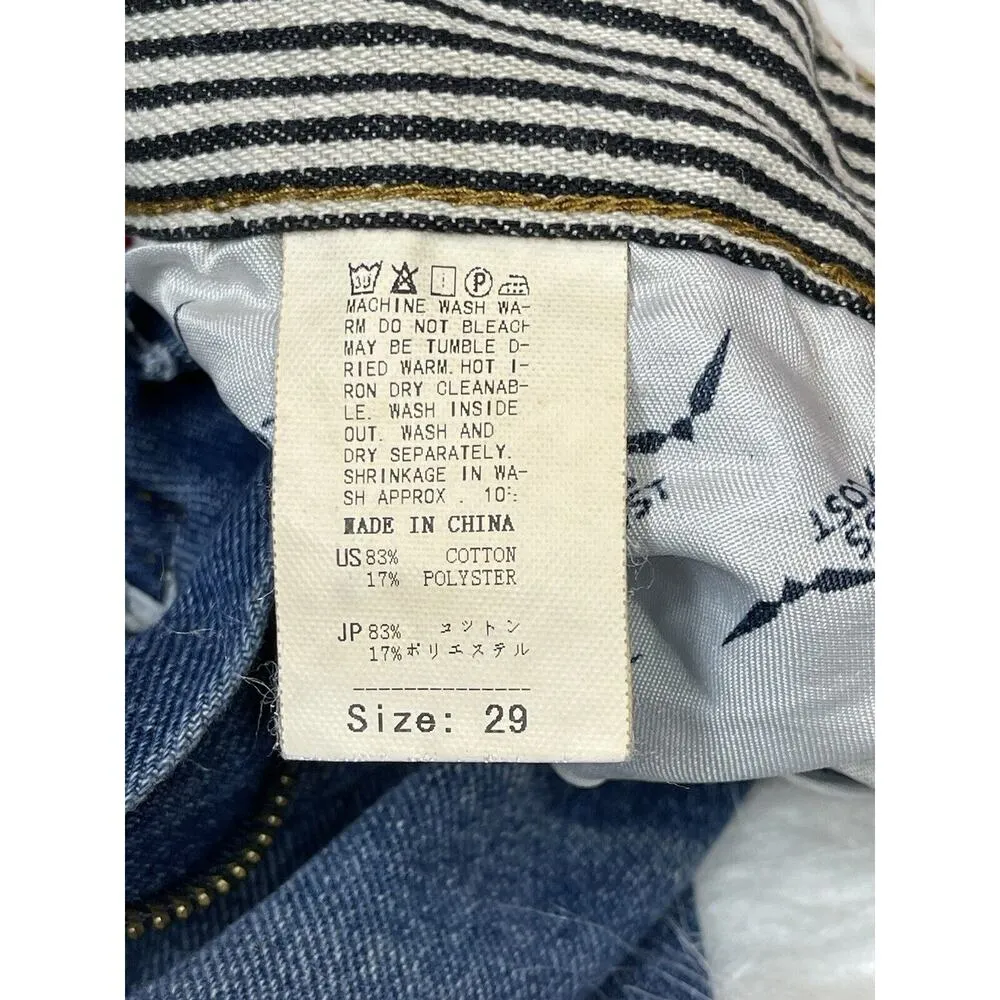 30
P
MACHINE WASH WA-
RM DO NOT BLEACH
MAY BE TUMBLE D-
RIED WARM. HOT I-
RON DRY CLEANAB-
LE. WASH INSIDE
OUT. WASH AND
DRY SEPARATELY.
SHRINKAGE IN WA-
SH APPROX. 10%
MADE IN CHINA
US 83% COTTON
17% POLYSTER
JP 83% コットン
17% ポリエステル
Size: 29